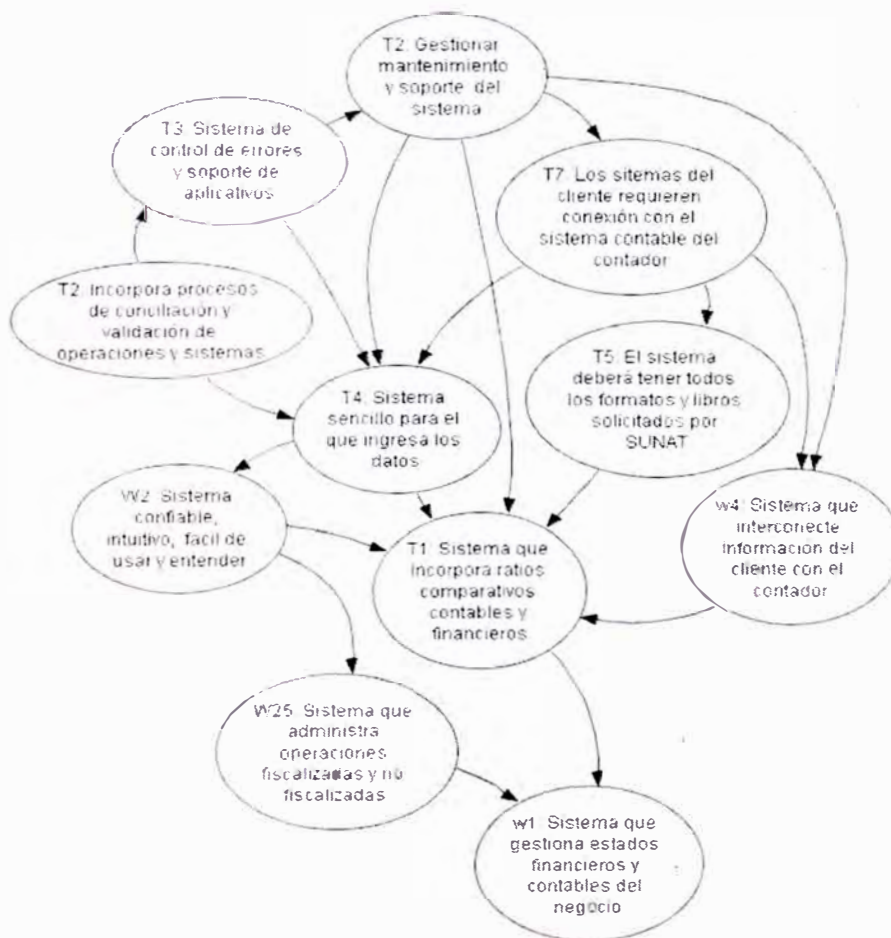 T2: Gestionar
mantenimiento
y soporte del
sistema
T3: Sistema de
control de errores
y soporte de
aplicativos
T7: Los sitemas del
cliente requieren
conexión con el
sistema contable del
contador
T2: Incorpora procesos
de conciliación y
validación de
operaciones y sistemas
T5: El sistema
deberá tener todos
los formatos y libros
solicitados por
SUNAT
T4: Sistema
sencillo para el
que ingresa los
datos
W2: Sistema
confiable,
intuitivo, fácil de
usar y entender
w4: Sistema que
interconecte
información del
cliente con el
contador
T1: Sistema que
incorpora ratios
comparativos
contables y
financieros
W25: Sistema que
administra
operaciones
fiscalizadas y no
fiscalizadas
w1: Sistema que
gestiona estados
financieros y
contables del
negocio